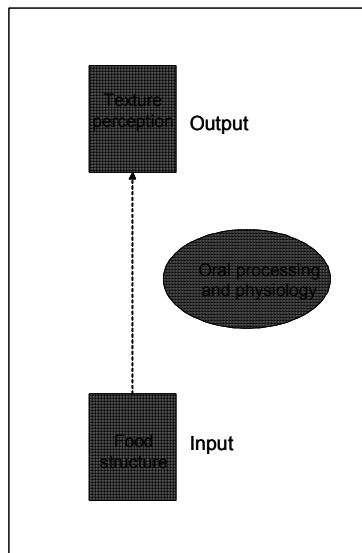 Texture
perception
Output
Oral processing
and physiology
Food
structure
Input